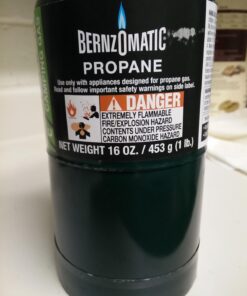 BERNZOMATIC
PROPANE
Use only with appliances designed for propane gas.
Read and follow important safety warnings on side label.
DANGER
EXTREMELY FLAMMABLE
FIRE/EXPLOSION HAZARD
CONTENTS UNDER PRESSURE
CARBON MONOXIDE HAZARD
NET WEIGHT 16 OZ. / 453 g (1 lb.)